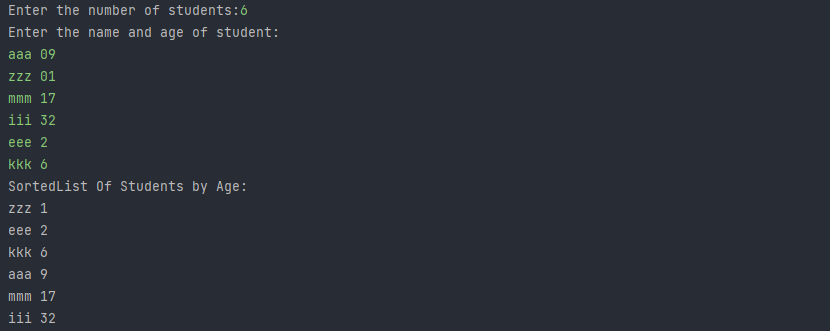 Enter the number of students:6
Enter the name and age of student:
aaa 09
zzz 01
mmm 17
iii 32
eee 2
kkk 6
SortedList Of Students by Age:
zzz 1
eee 2
kkk 6
aaa 9
mmm 17
iii 32